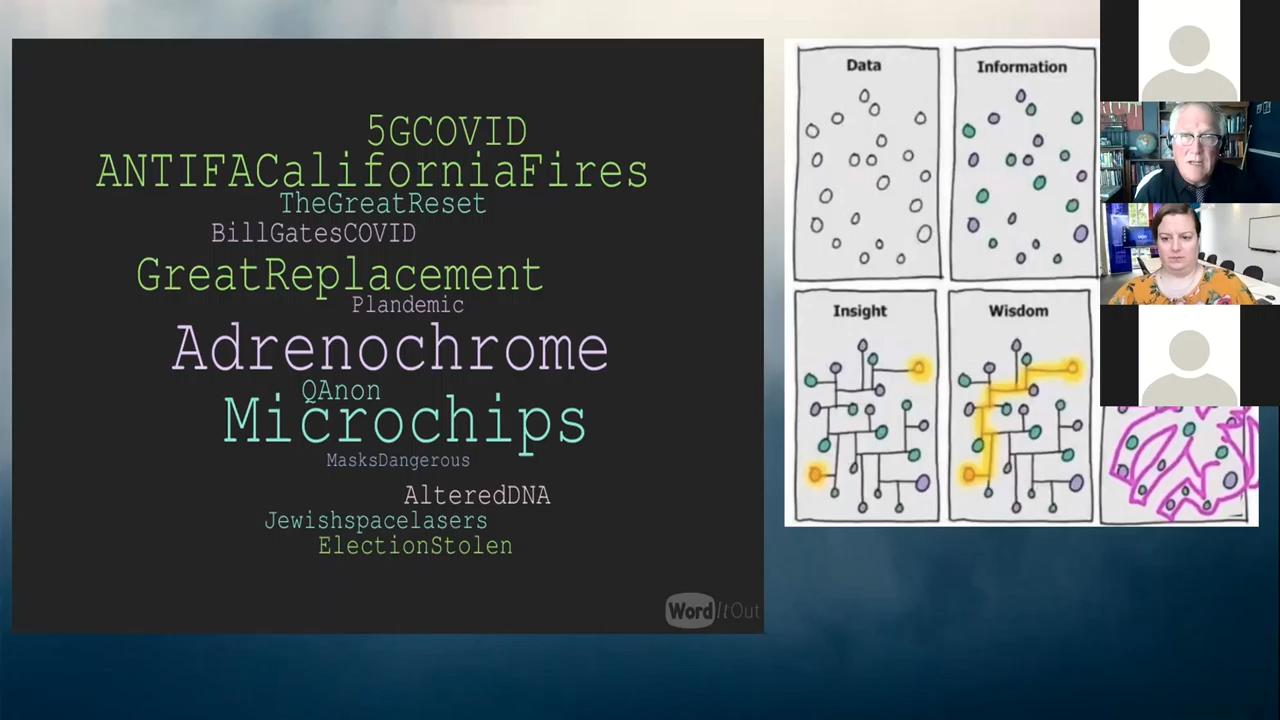 5GCOVID
ANTIFACaliforniaFires
TheGreatReset
BillGatesCOVID
GreatReplacement
Plandemic
Adrenochrome
QAnon
Microchips
MasksDangerous
AlteredDNA
Jewishspacelasers
ElectionStolen
WordItOut
Data
Information
Insight
Wisdom